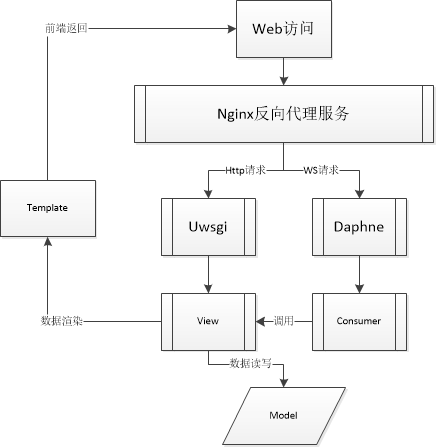 前端返回
Web访问
Nginx反向代理服务
Http请求
WS请求
Template
Uwsgi
Daphne
数据渲染
View
调用
Consumer
数据读写
Model